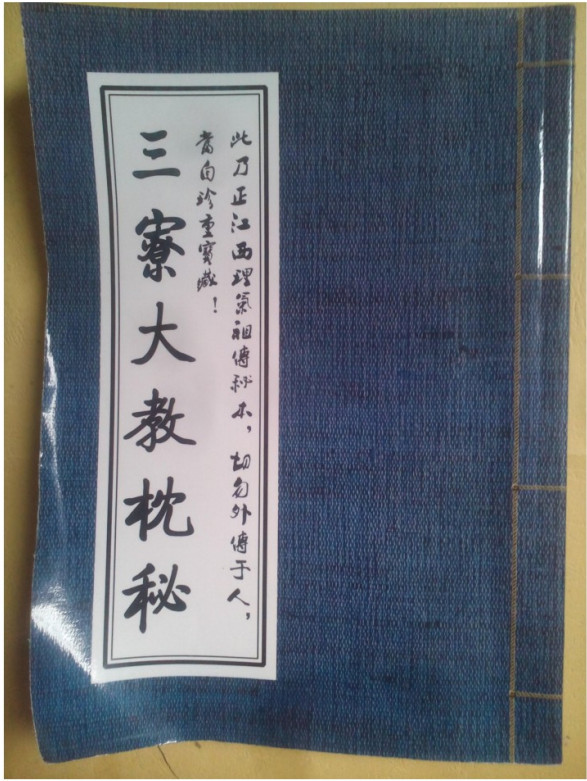 此乃正江西理氣祖傳秘本，切勿外傳于人，
當自珍重寳藏！
三寮大教枕秘